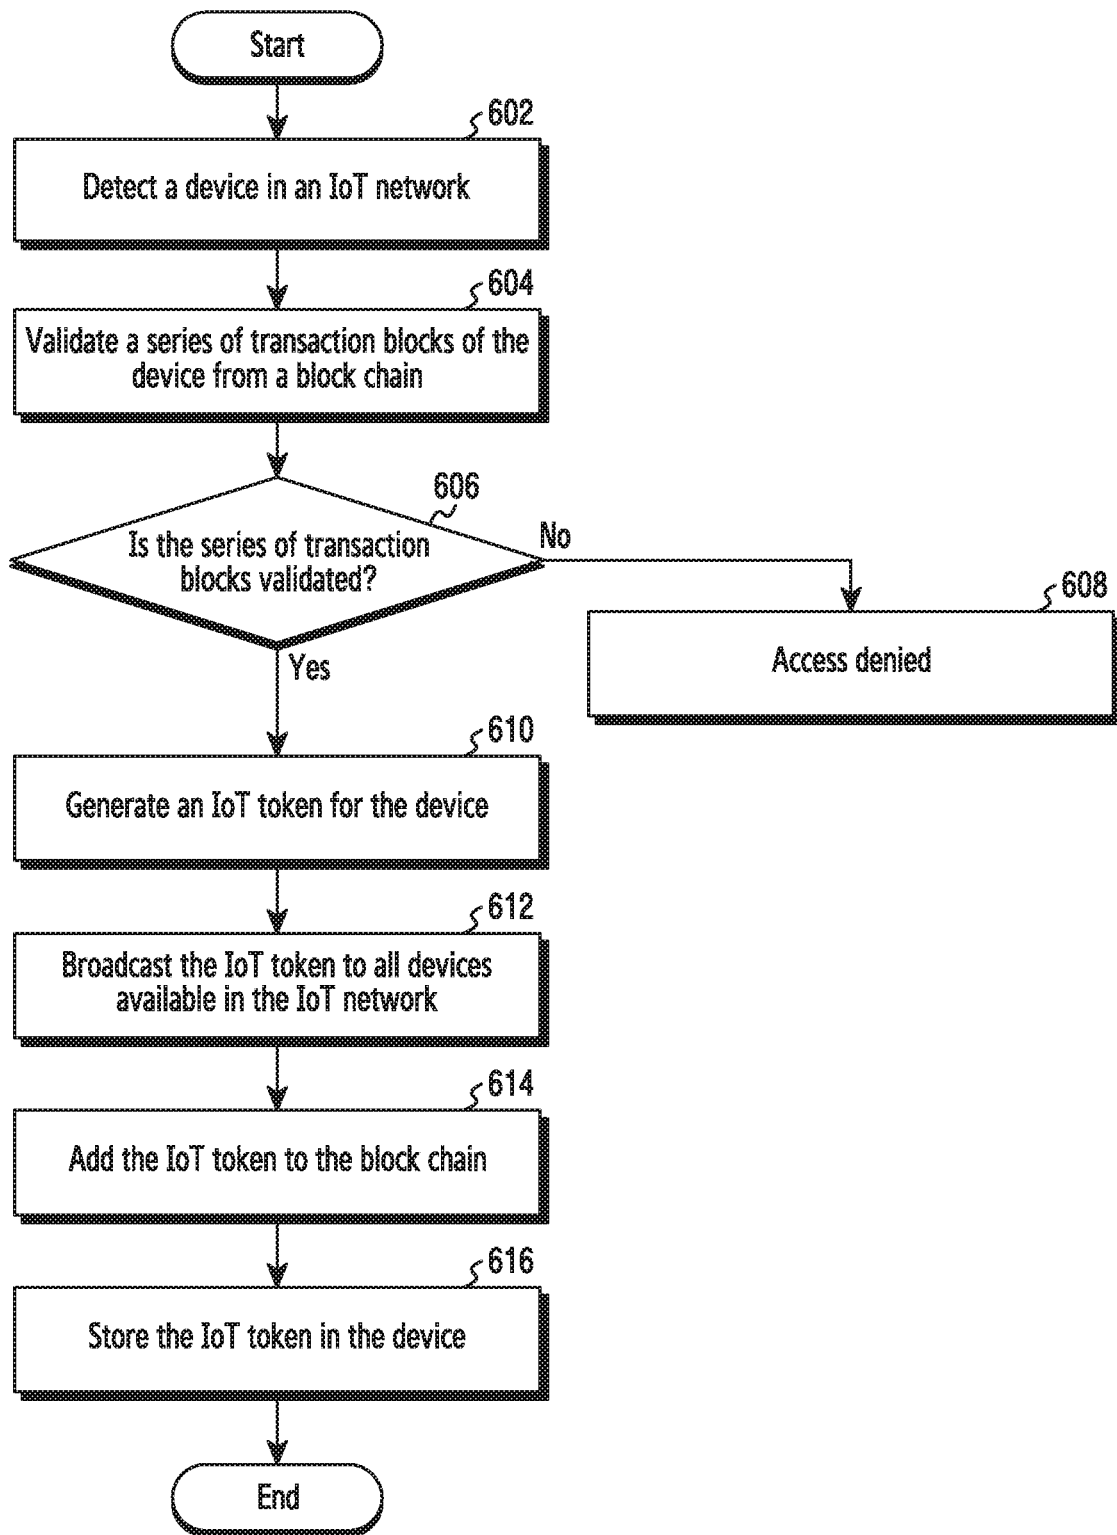 Start
602
Detect a device in an IoT network
604
Validate a series of transaction blocks of the
device from a block chain
606
Is the series of transaction
blocks validated?
No
608
Access denied
Yes
610
Generate an IoT token for the device
612
Broadcast the IoT token to all devices
available in the IoT network
614
Add the IoT token to the block chain
616
Store the IoT token in the device
End